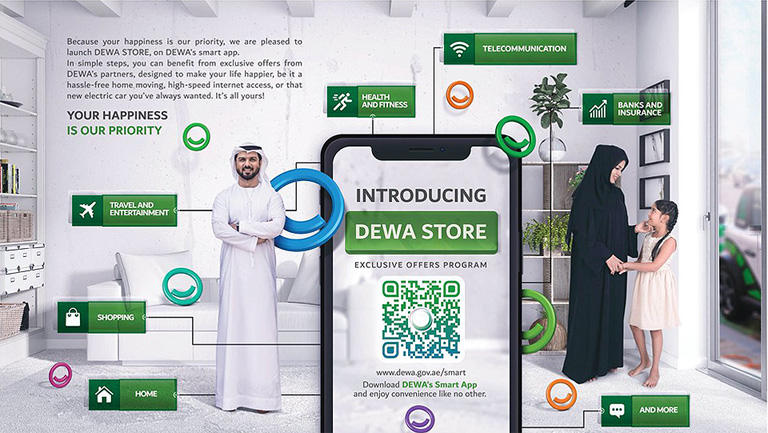 Because your happiness is our priority, we are pleased to
launch DEWA STORE, on DEWA's smart app.
In simple steps, you can benefit from exclusive offers from
DEWA's partners, designed to make your life happier, be it a
hassle-free home moving, high-speed internet access, or that
new electric car you've always wanted. It's all yours!
YOUR HAPPINESS
IS OUR PRIORITY
TELECOMMUNICATION
HEALTH
AND FITNESS
BANKS AND
INSURANCE
TRAVEL AND
ENTERTAINMENT
SHOPPING
HOME
INTRODUCING
DEWA STORE
EXCLUSIVE OFFERS PROGRAM
www.dewa.gov.ae/smart
Download DEWA's Smart App
and enjoy convenience like no other.
AND MORE